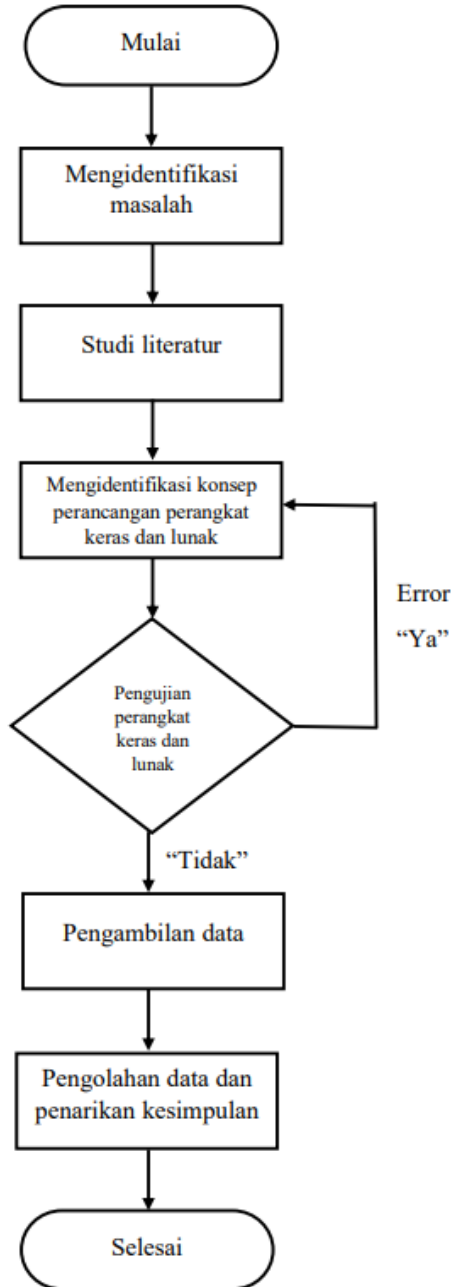 Mulai
Mengidentifikasi
masalah
Studi literatur
Mengidentifikasi konsep
perancangan perangkat
keras dan lunak
Error
“Ya”
Pengujian
perangkat
keras dan
lunak
“Tidak”
Pengambilan data
Pengolahan data dan
penarikan kesimpulan
Selesai